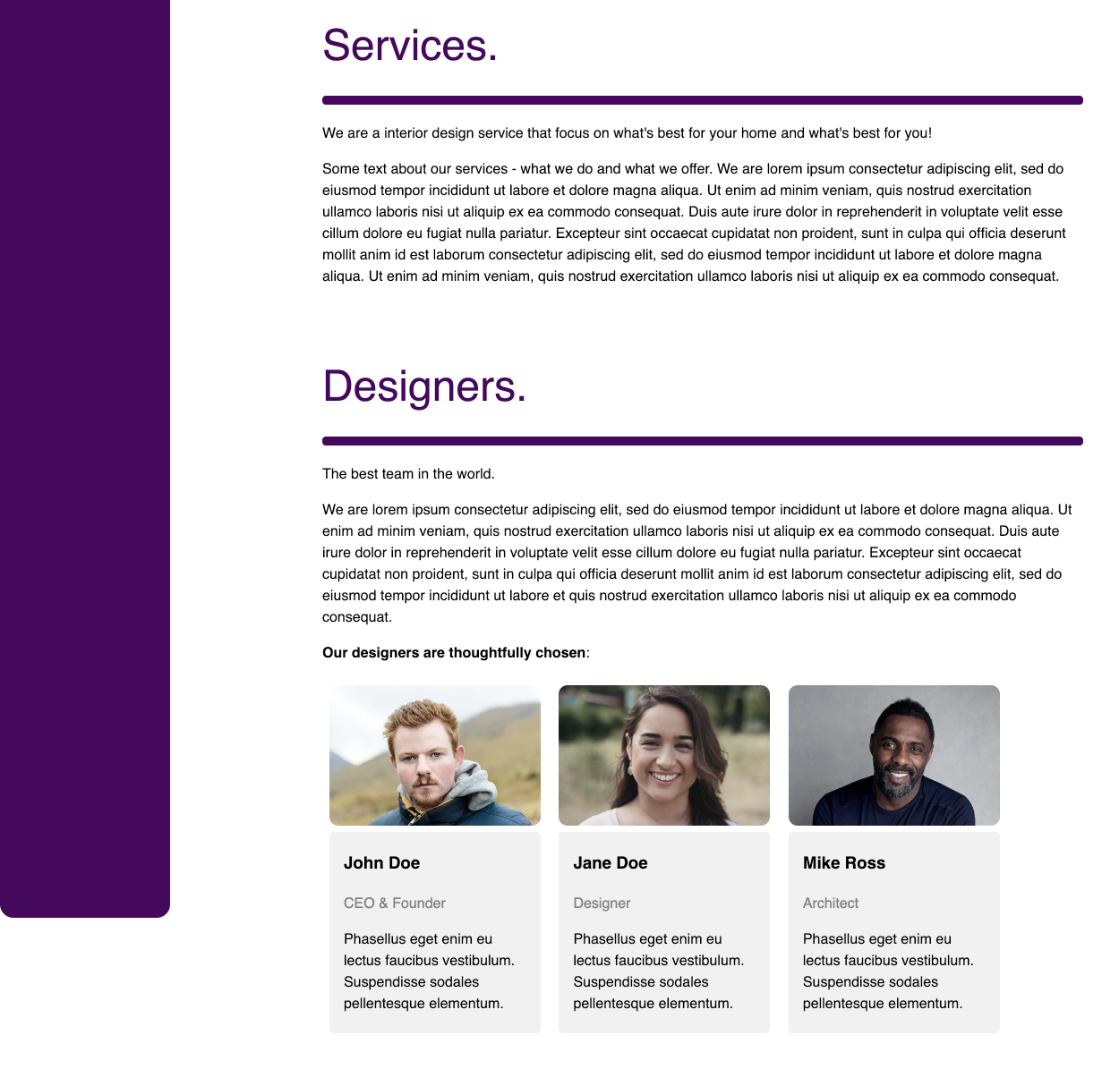 Services.
We are a interior design service that focus on what's best for your home and what's best for you!
Some text about our services - what we do and what we offer. We are lorem ipsum consectetur adipiscing elit, sed do
eiusmod tempor incididunt ut labore et dolore magna aliqua. Ut enim ad minim veniam, quis nostrud exercitation
ullamco laboris nisi ut aliquip ex ea commodo consequat. Duis aute irure dolor in reprehenderit in voluptate velit esse
cillum dolore eu fugiat nulla pariatur. Excepteur sint occaecat cupidatat non proident, sunt in culpa qui officia deserunt
mollit anim id est laborum consectetur adipiscing elit, sed do eiusmod tempor incididunt ut labore et dolore magna
aliqua. Ut enim ad minim veniam, quis nostrud exercitation ullamco laboris nisi ut aliquip ex ea commodo consequat.
Designers.
The best team in the world.
We are lorem ipsum consectetur adipiscing elit, sed do eiusmod tempor incididunt ut labore et dolore magna aliqua. Ut
enim ad minim veniam, quis nostrud exercitation ullamco laboris nisi ut aliquip ex ea commodo consequat. Duis aute
irure dolor in reprehenderit in voluptate velit esse cillum dolore eu fugiat nulla pariatur. Excepteur sint occaecat
cupidatat non proident, sunt in culpa qui officia deserunt mollit anim id est laborum consectetur adipiscing elit, sed do
eiusmod tempor incididunt ut labore et quis nostrud exercitation ullamco laboris nisi ut aliquip ex ea commodo
consequat.
Our designers are thoughtfully chosen:
John Doe
CEO & Founder
Phasellus eget enim eu
lectus faucibus vestibulum.
Suspendisse sodales
pellentesque elementum.
Jane Doe
Designer
Phasellus eget enim eu
lectus faucibus vestibulum.
Suspendisse sodales
pellentesque elementum.
Mike Ross
Architect
Phasellus eget enim eu
lectus faucibus vestibulum.
Suspendisse sodales
pellentesque elementum.